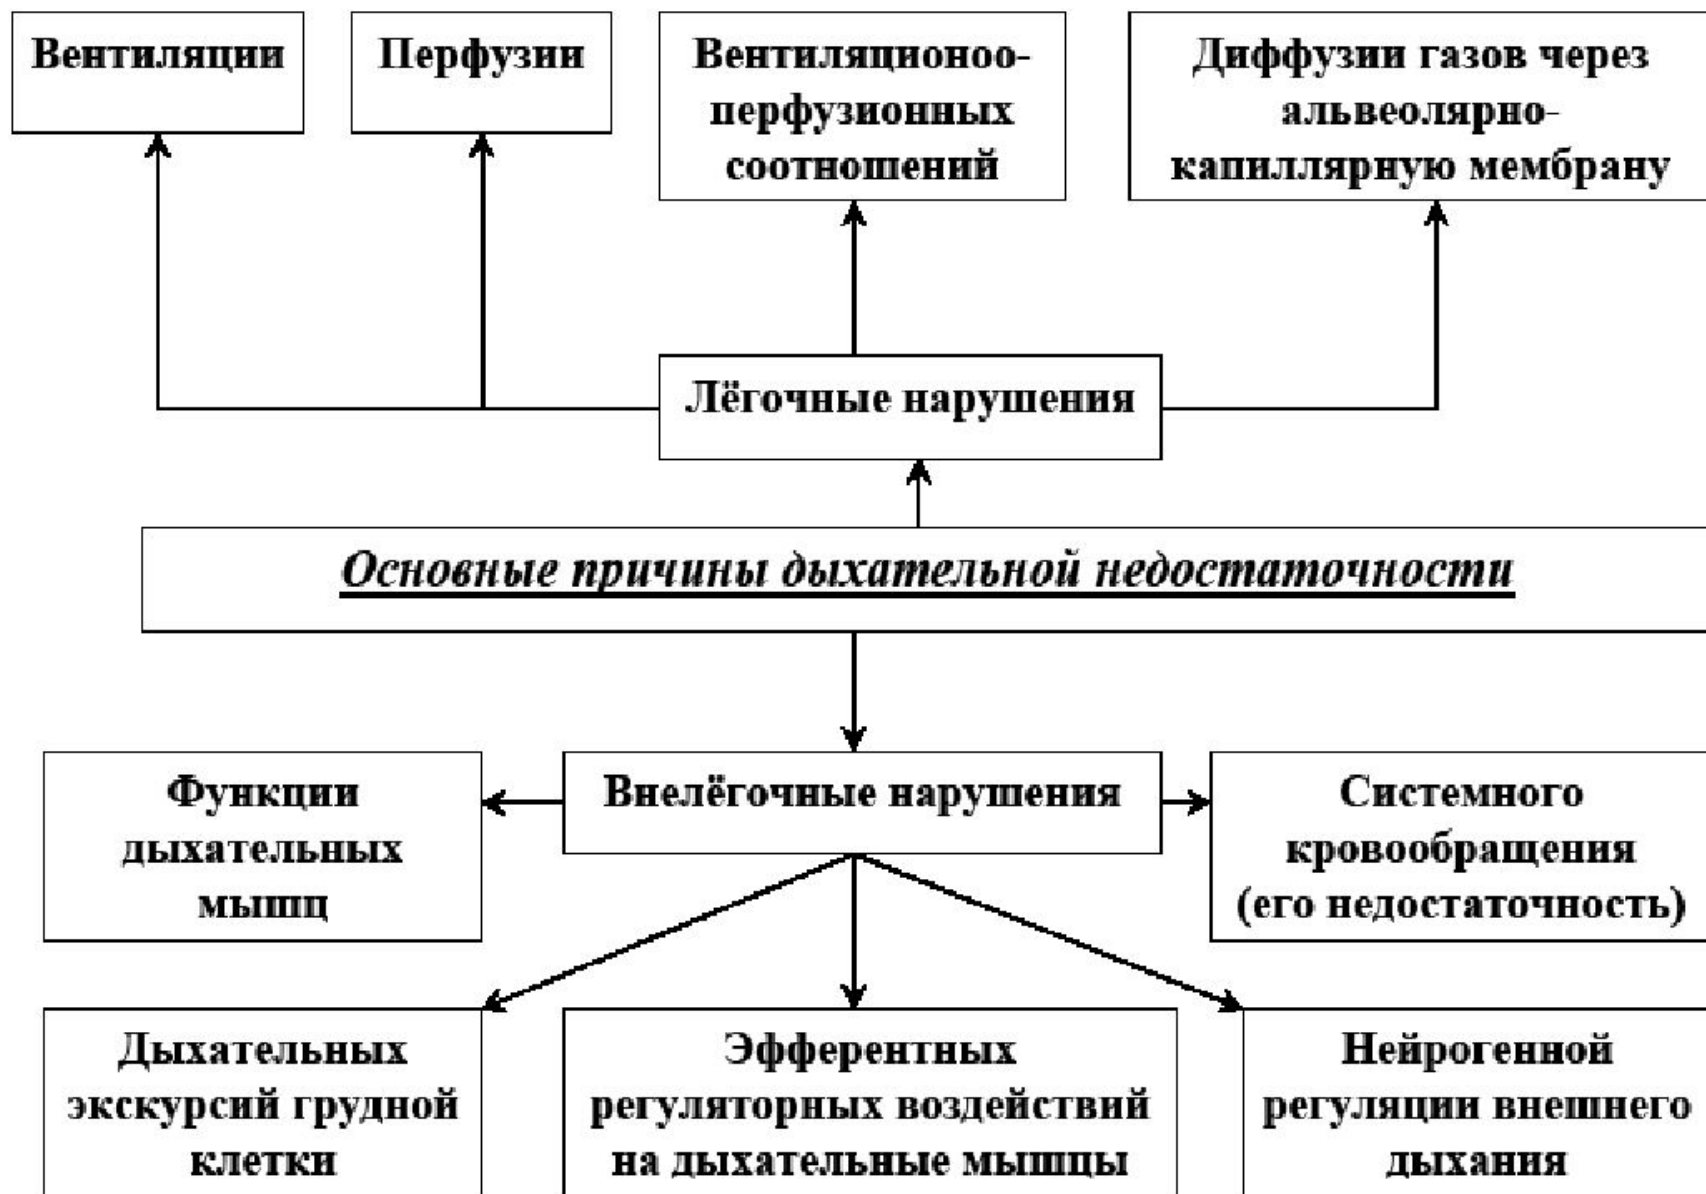 Вентиляции
Перфузии
Вентиляционоо-
перфузионных
соотношений
Диффузии газов через
альвеолярно-
капиллярную мембрану
Лёгочные нарушения
Основные причины дыхательной недостаточности
Функции
дыхательных
мышц
Внелёгочные нарушения
Системного
кровообращения
(его недостаточность)
Дыхательных
экскурсий грудной
клетки
Эфферентных
регуляторных воздействий
на дыхательные мышцы
Нейрогенной
регуляции внешнего
дыхания